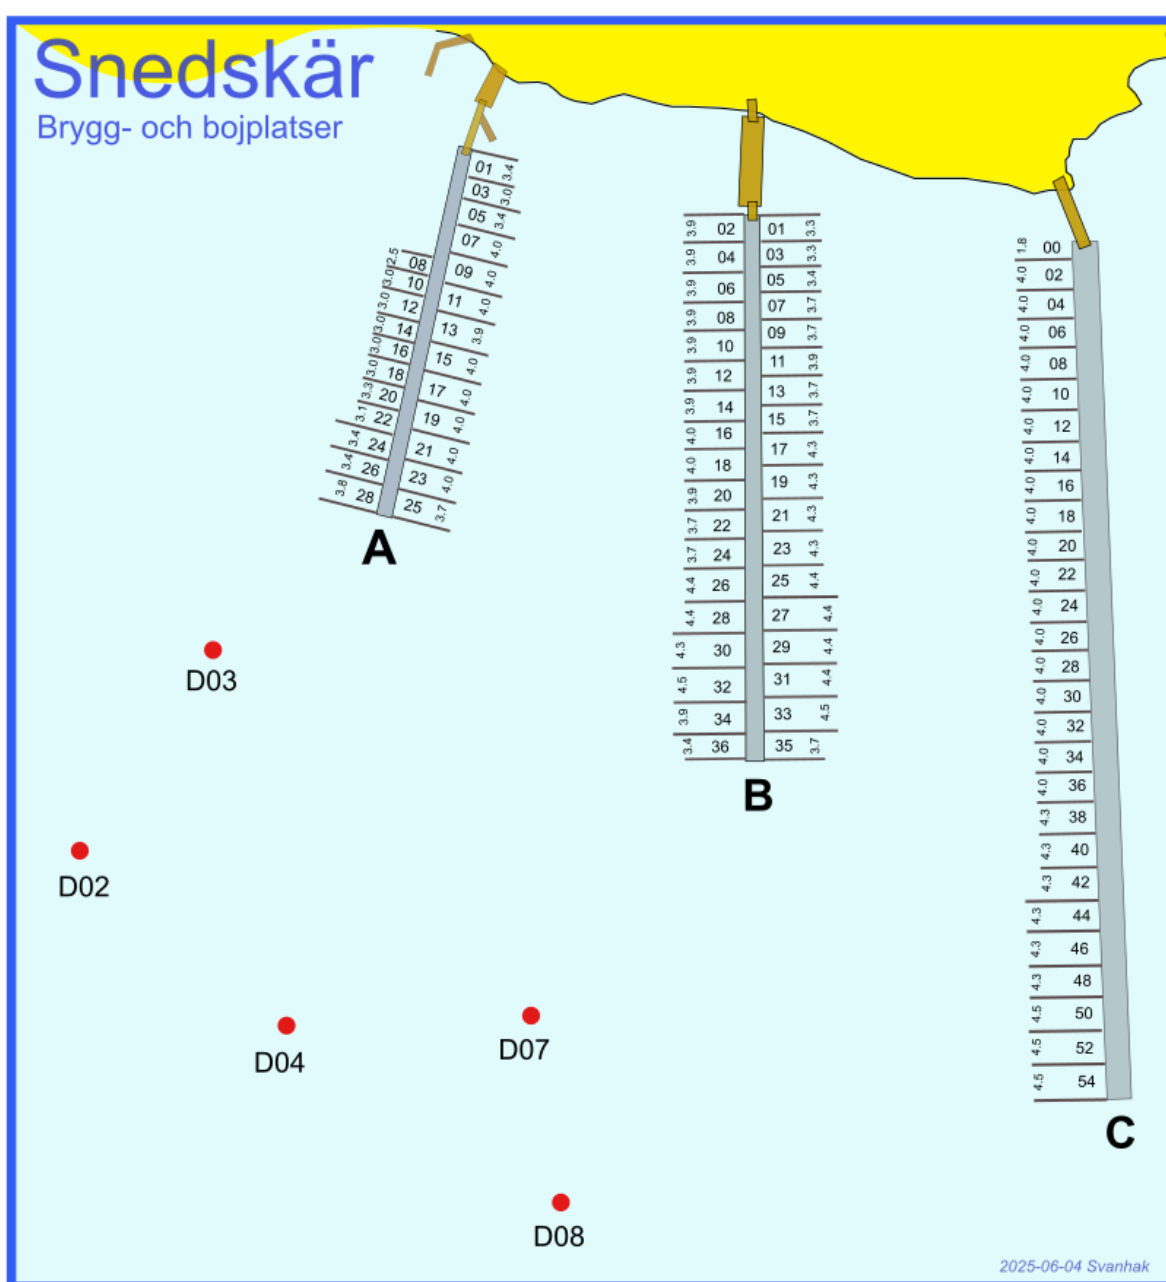 Snedskär
Brygg- och bojplatser
01 3.4
03 3.0
05 3.4
07 4.0
2.5 08
09 4.0
3.0 10
11 4.0
3.0 12
13 3.9
3.0 14
15 4.0
3.0 16
17 4.0
3.0 18
19 4.0
3.3 20
21 4.0
3.1 22
23 4.0
3.4 24
25 3.7
3.4 26
3.8 28
A
3.9 02 01 3.3
3.9 04 03 3.3
3.9 06 05 3.4
3.9 08 07 3.7
3.9 10 09 3.7
3.9 12 11 3.9
3.9 14 13 3.7
4.0 16 15 3.7
4.0 18 17 4.3
3.9 20 19 4.3
3.7 22 21 4.3
3.7 24 23 4.3
4.4 26 25 4.4
4.4 28 27 4.4
4.3 30 29 4.4
4.5 32 31 4.4
3.9 34 33 4.5
3.4 36 35 3.7
B
1.8 00
4.0 02
4.0 04
4.0 06
4.0 08
4.0 10
4.0 12
4.0 14
4.0 16
4.0 18
4.0 20
4.0 22
4.0 24
4.0 26
4.0 28
4.0 30
4.0 32
4.0 34
4.0 36
4.3 38
4.3 40
4.3 42
4.3 44
4.3 46
4.3 48
4.5 50
4.5 52
4.5 54
C
D03
D02
D04
D07
D08
2025-06-04 Svanhak